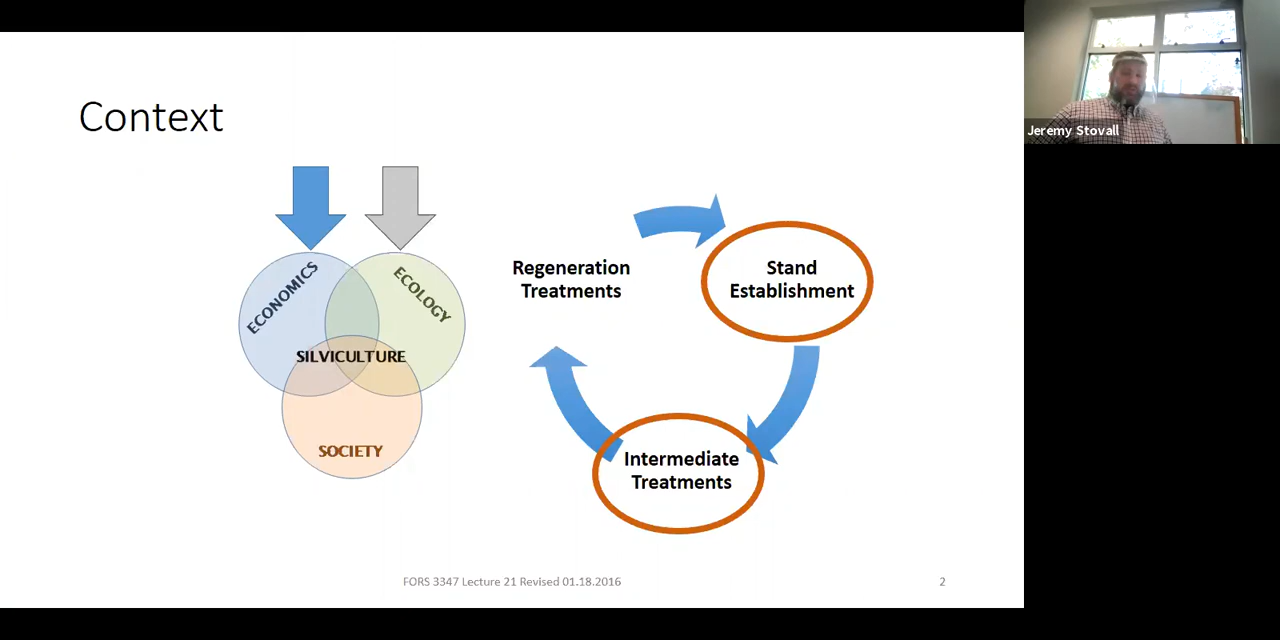 Context
Jeremy Stovall
ECONOMICS
ECOLOGY
SILVICULTURE
SOCIETY
Regeneration
Treatments
Stand
Establishment
Intermediate
Treatments
FORS 3347 Lecture 21 Revised 01.18.2016
2